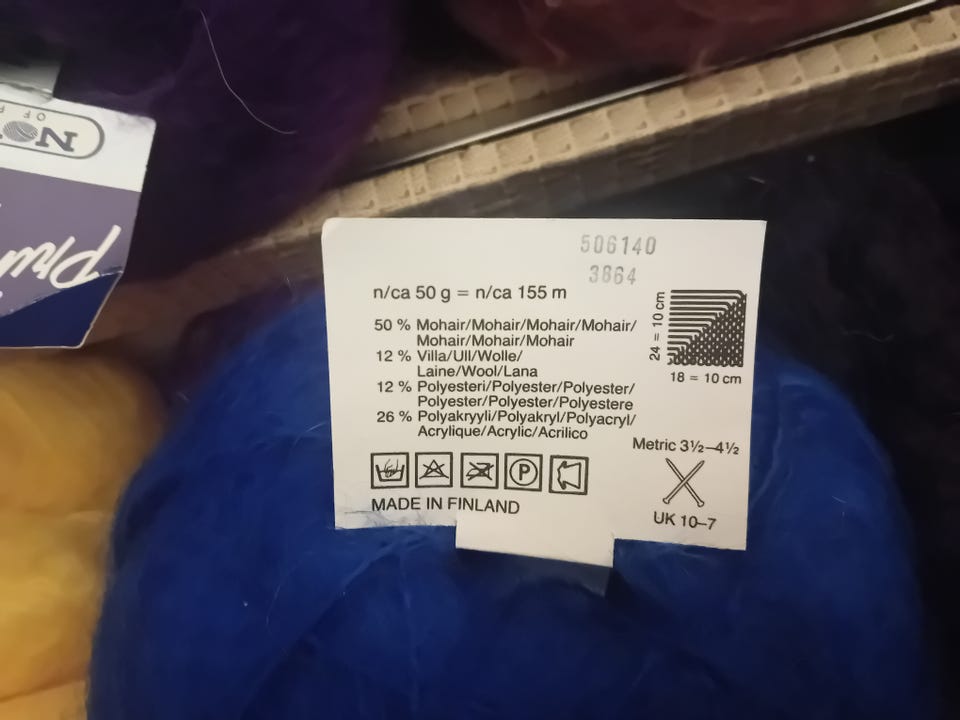 506140
3864
n/ca 50 g = n/ca 155 m
50 % Mohair/Mohair/Mohair/Mohair/
Mohair/Mohair/Mohair
12 % Villa/Ull/Wolle/
Laine/Wool/Lana
12 % Polyesteri/Polyester/Polyester/
Polyester/Polyester/Polyestere
26 % Polyakryyli/Polyakryl/Polyacryl/
Acrylique/Acrylic/Acrilico
24 = 10 cm
18 = 10 cm
P
MADE IN FINLAND
Metric 3½–4½
UK 10–7